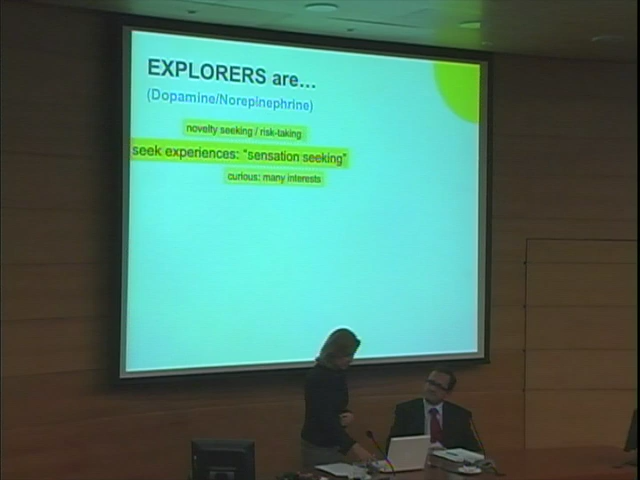 EXPLORERS are...
(Dopamine/Norepinephrine)
novelty seeking / risk-taking
seek experiences: "sensation seeking"
curious: many interests